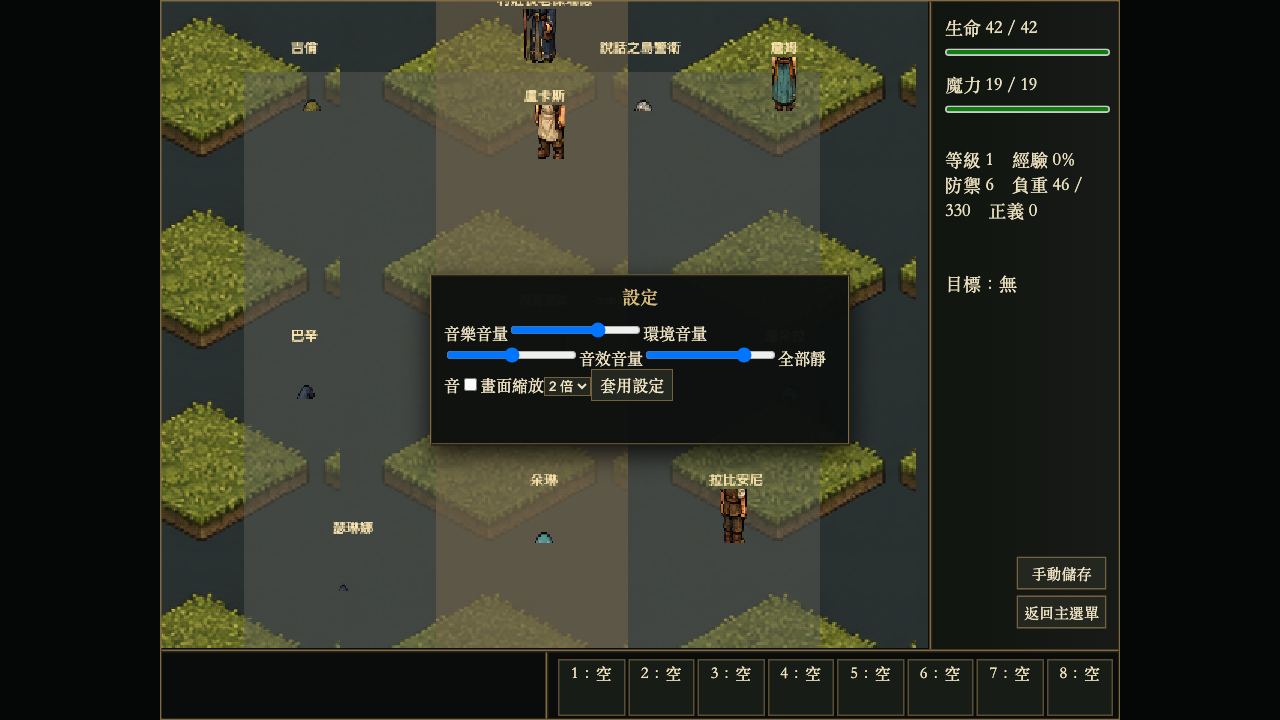 吉倫
說話之島警衛
詹姆
盧卡斯
巴辛
朵琳
拉比安尼
瑟琳娜
設定
音樂音量 環境音量
音效音量 全部靜
音 畫面縮放 2 倍 套用設定
生命 42 / 42
魔力 19 / 19
等級 1 經驗 0%
防禦 6 負重 46 /
330 正義 0
目標：無
手動儲存
返回主選單
1：空 2：空 3：空 4：空 5：空 6：空 7：空 8：空